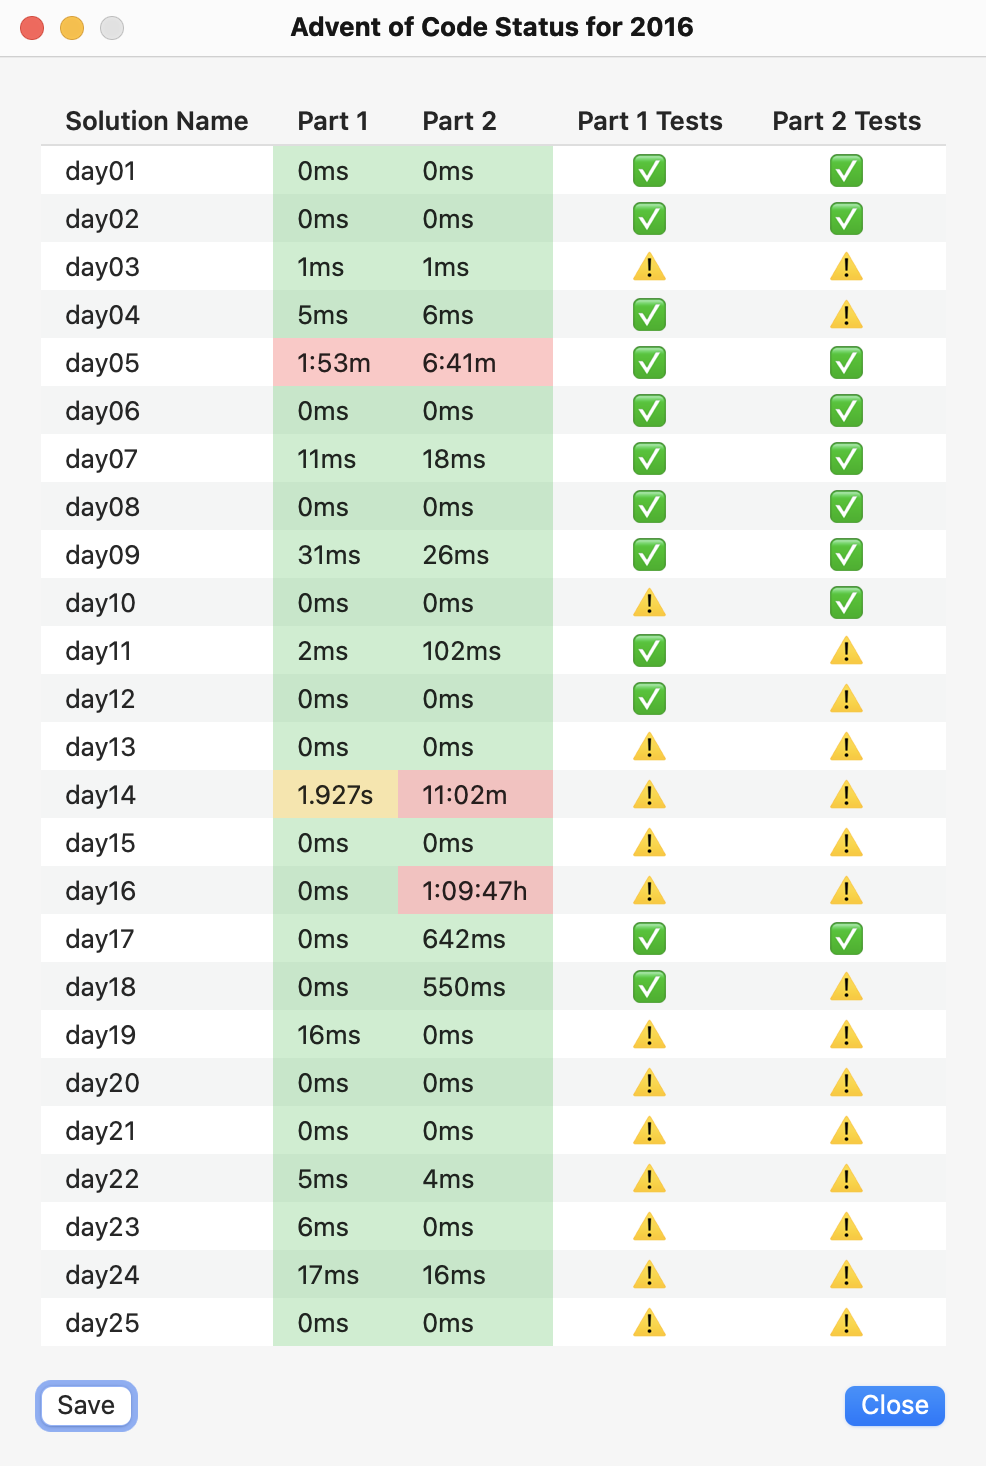 Advent of Code Status for 2016
Solution Name Part 1 Part 2 Part 1 Tests Part 2 Tests
day01 0ms 0ms ✅ ✅
day02 0ms 0ms ✅ ✅
day03 1ms 1ms ⚠️ ⚠️
day04 5ms 6ms ✅ ⚠️
day05 1:53m 6:41m ✅ ✅
day06 0ms 0ms ✅ ✅
day07 11ms 18ms ✅ ✅
day08 0ms 0ms ✅ ✅
day09 31ms 26ms ✅ ✅
day10 0ms 0ms ⚠️ ✅
day11 2ms 102ms ✅ ⚠️
day12 0ms 0ms ✅ ⚠️
day13 0ms 0ms ⚠️ ⚠️
day14 1.927s 11:02m ⚠️ ⚠️
day15 0ms 0ms ⚠️ ⚠️
day16 0ms 1:09:47h ⚠️ ⚠️
day17 0ms 642ms ✅ ✅
day18 0ms 550ms ✅ ⚠️
day19 16ms 0ms ⚠️ ⚠️
day20 0ms 0ms ⚠️ ⚠️
day21 0ms 0ms ⚠️ ⚠️
day22 5ms 4ms ⚠️ ⚠️
day23 6ms 0ms ⚠️ ⚠️
day24 17ms 16ms ⚠️ ⚠️
day25 0ms 0ms ⚠️ ⚠️
Save Close